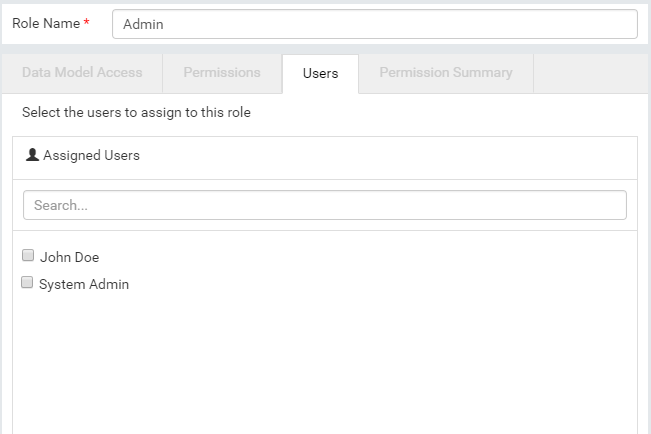 Role Name * Admin
Data Model Access Permissions Users Permission Summary
Select the users to assign to this role
Assigned Users
Search...
John Doe
System Admin